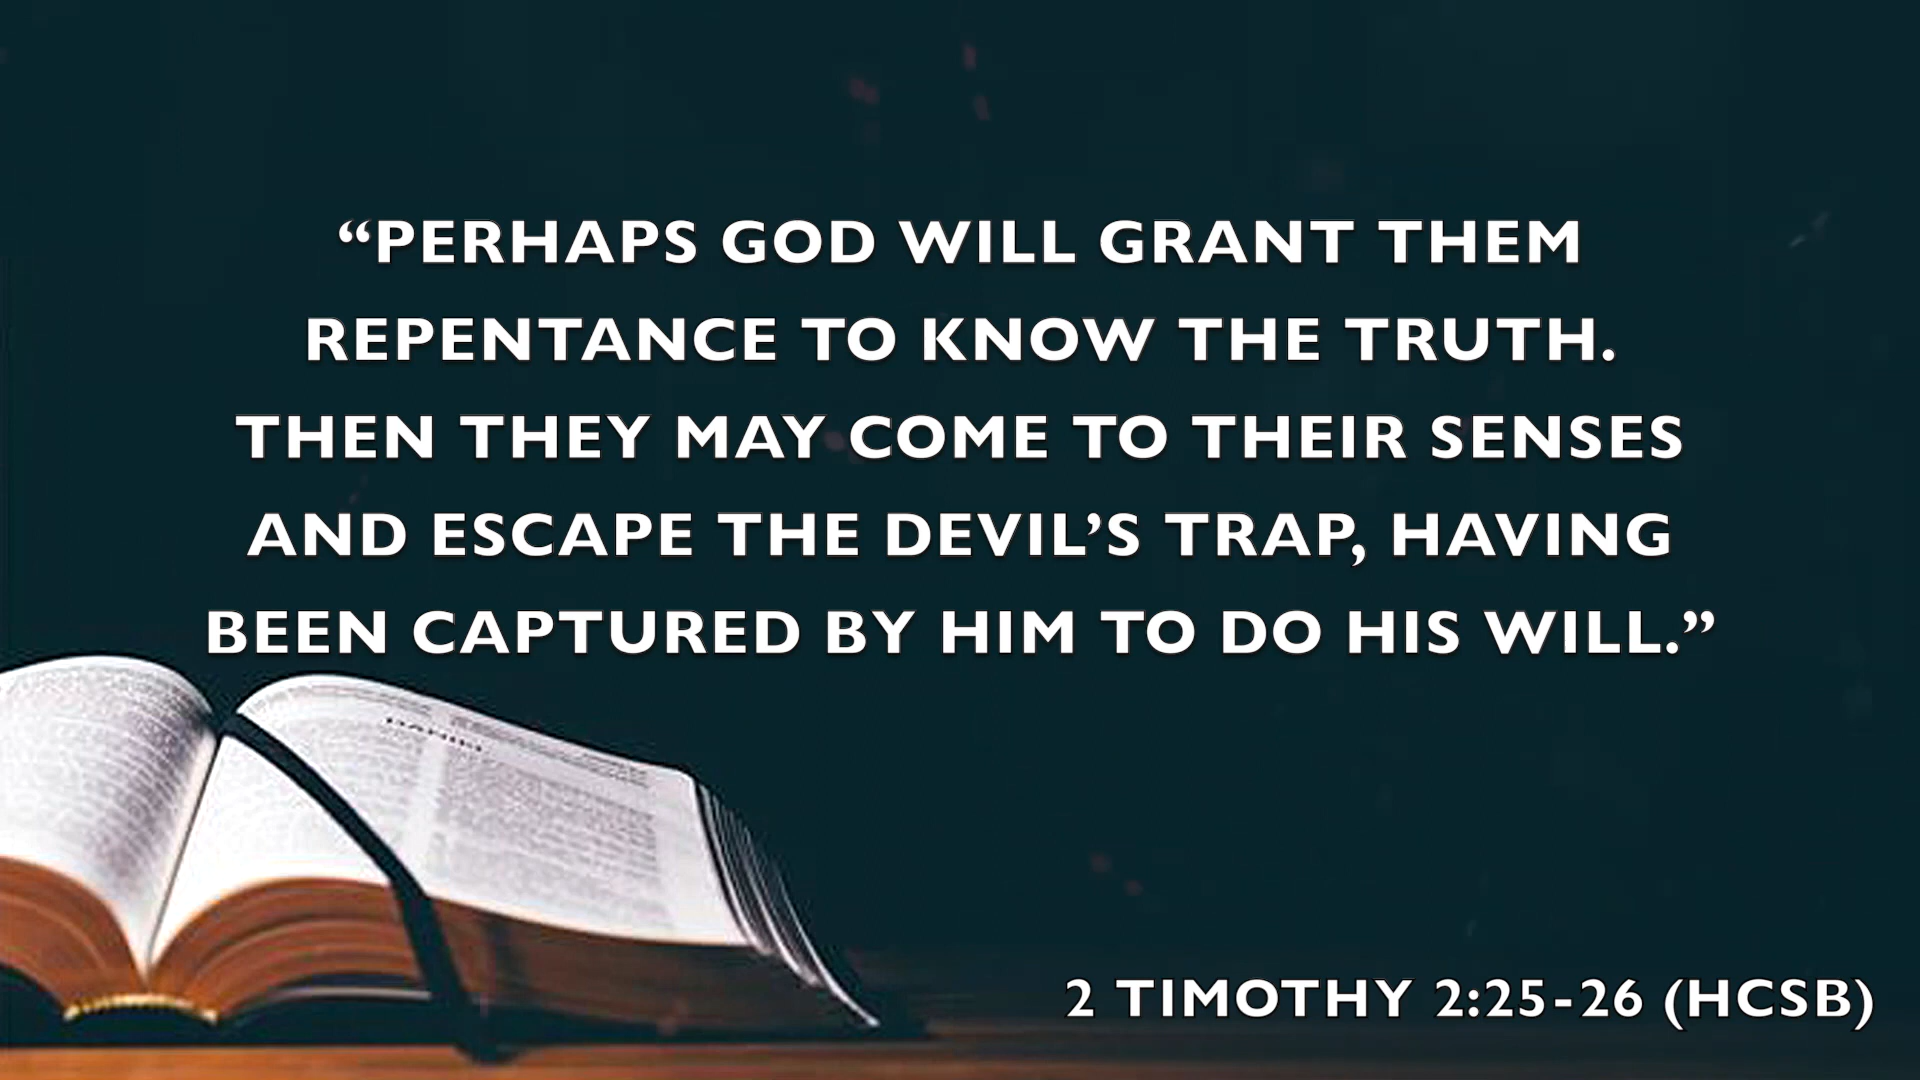 “PERHAPS GOD WILL GRANT THEM
REPENTANCE TO KNOW THE TRUTH.
THEN THEY MAY COME TO THEIR SENSES
AND ESCAPE THE DEVIL’S TRAP, HAVING
BEEN CAPTURED BY HIM TO DO HIS WILL.”
DANIEL
2 TIMOTHY 2:25-26 (HCSB)